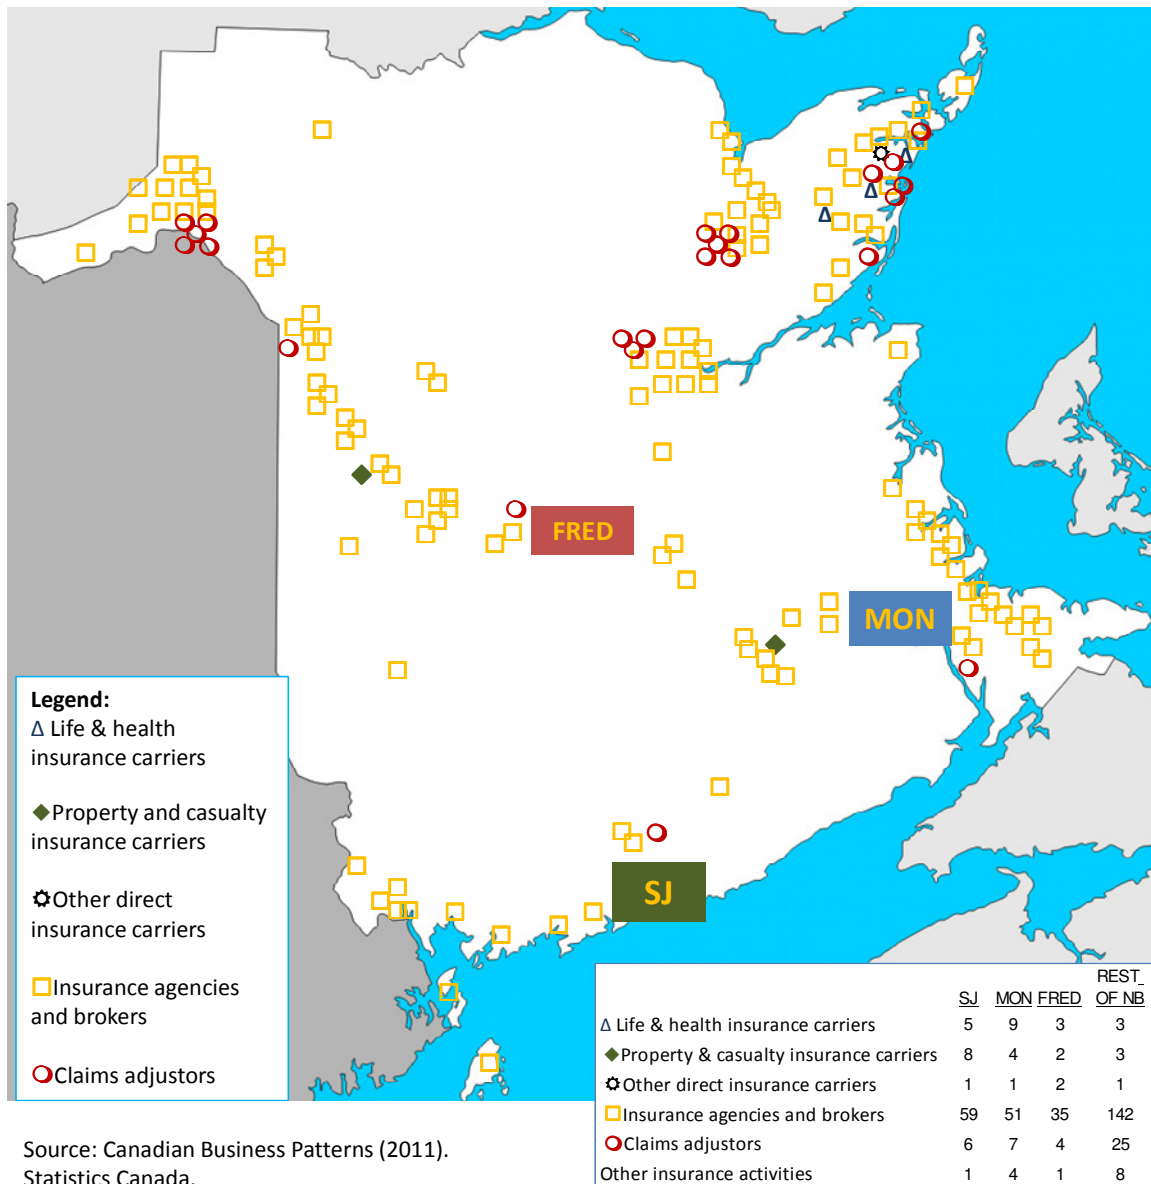 FRED
MON
SJ
Legend:
Δ Life & health
insurance carriers
Property and casualty
insurance carriers
Other direct
insurance carriers
Insurance agencies
and brokers
Claims adjustors
REST
SJ MON FRED OF NB
Δ Life & health insurance carriers 5 9 3 3
Property & casualty insurance carriers 8 4 2 3
Other direct insurance carriers 1 1 2 1
Insurance agencies and brokers 59 51 35 142
Claims adjustors 6 7 4 25
Other insurance activities 1 4 1 8
Source: Canadian Business Patterns (2011).
Statistics Canada.